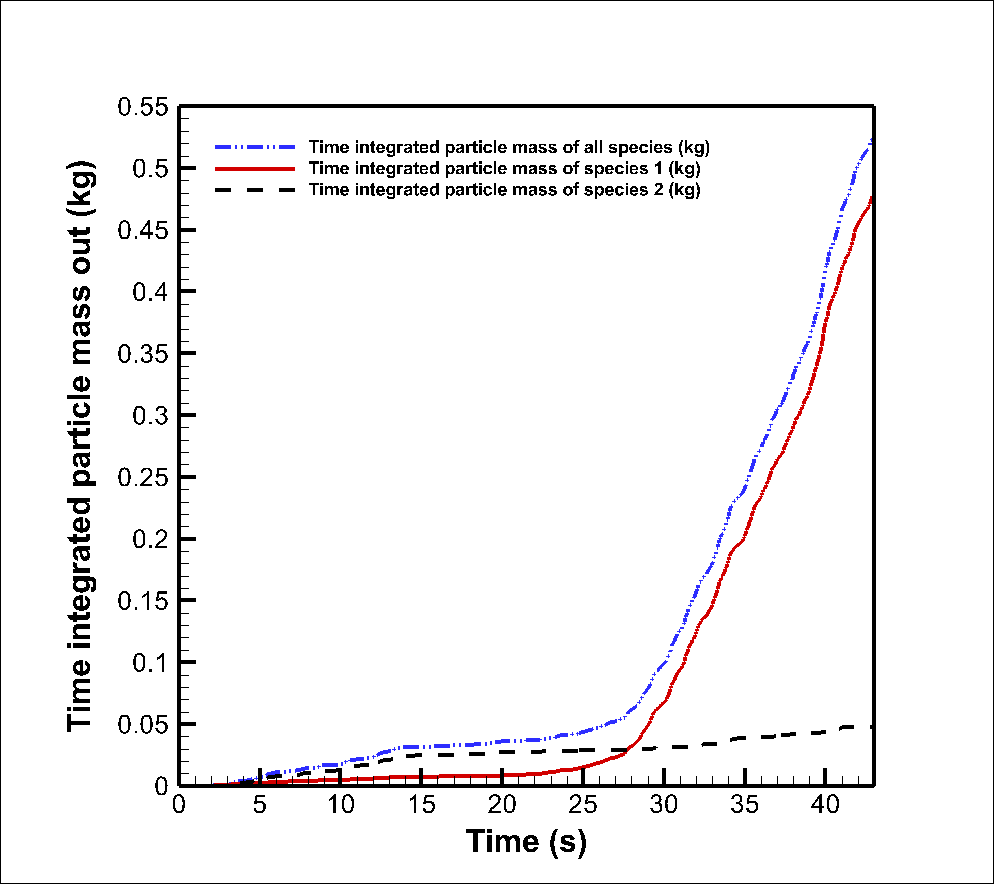 0.55
0.5
0.45
0.4
0.35
0.3
0.25
0.2
0.15
0.1
0.05
0
Time integrated particle mass out (kg)
Time integrated particle mass of all species (kg)
Time integrated particle mass of species 1 (kg)
Time integrated particle mass of species 2 (kg)
0 5 10 15 20 25 30 35 40
Time (s)